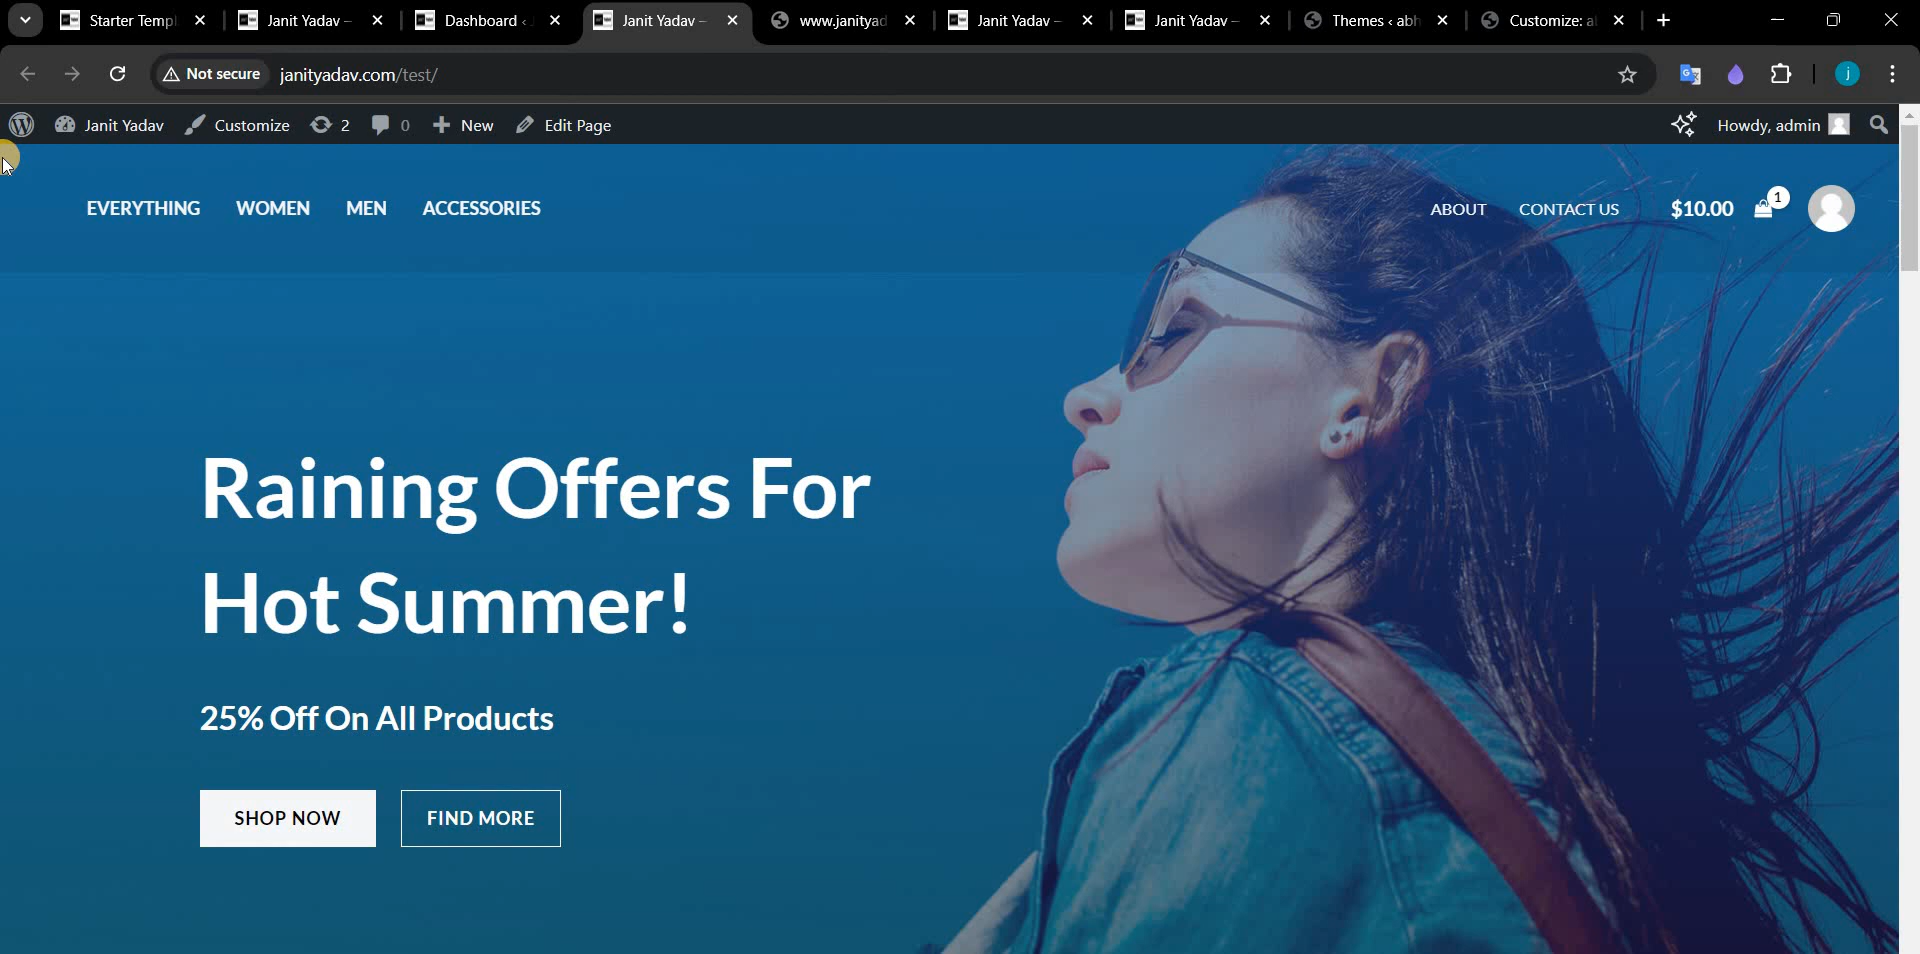 Starter Templ
Janit Yadav –
Dashboard ‹ J
Janit Yadav –
www.janityad
Janit Yadav –
Janit Yadav –
Themes ‹ abh
Customize: a
Not secure
janityadav.com/test/
j
Janit Yadav
Customize
2
0
New
Edit Page
Howdy, admin
EVERYTHING
WOMEN
MEN
ACCESSORIES
ABOUT
CONTACT US
$10.00
1
Raining Offers For
Hot Summer!
25% Off On All Products
SHOP NOW
FIND MORE